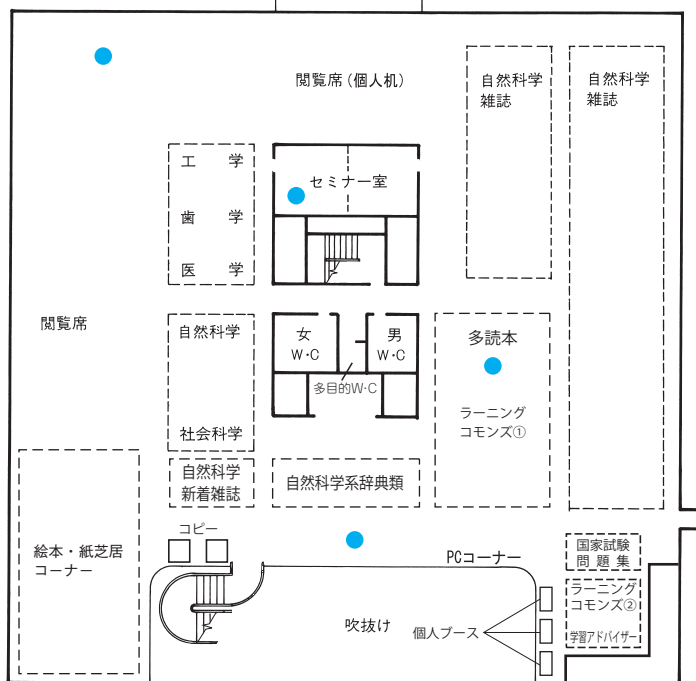 閲覧席(個人机)
自然科学
雑誌
自然科学
雑誌
工　学
歯　学
医　学
セミナー室
閲覧席
自然科学
社会科学
女
W・C
男
W・C
多目的W・C
多読本
ラーニング
コモンズ①
自然科学
新着雑誌
自然科学系辞典類
絵本・紙芝居
コーナー
コピー
PCコーナー
国家試験
問題集
ラーニング
コモンズ②
学習アドバイザー
吹抜け
個人ブース